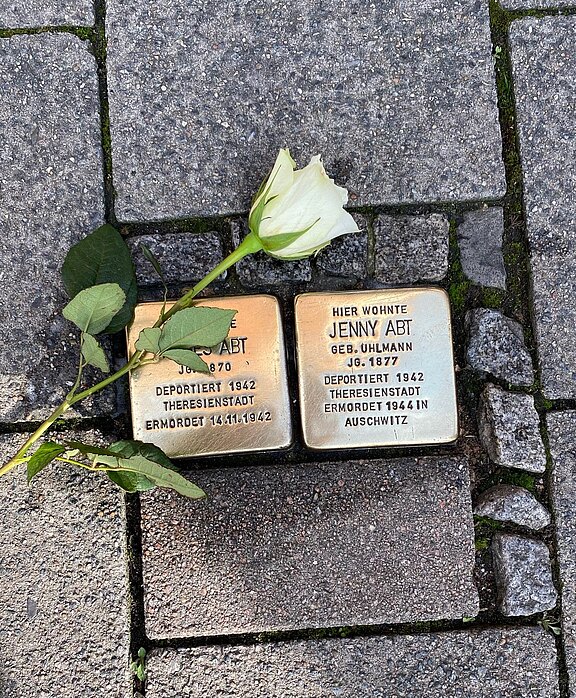 JG. 1870
DEPORTIERT 1942
THERESIENSTADT
ERMORDET 14.11.1942
HIER WOHNTE
JENNY ABT
GEB. UHLMANN
JG. 1877
DEPORTIERT 1942
THERESIENSTADT
ERMORDET 1944 IN
AUSCHWITZ